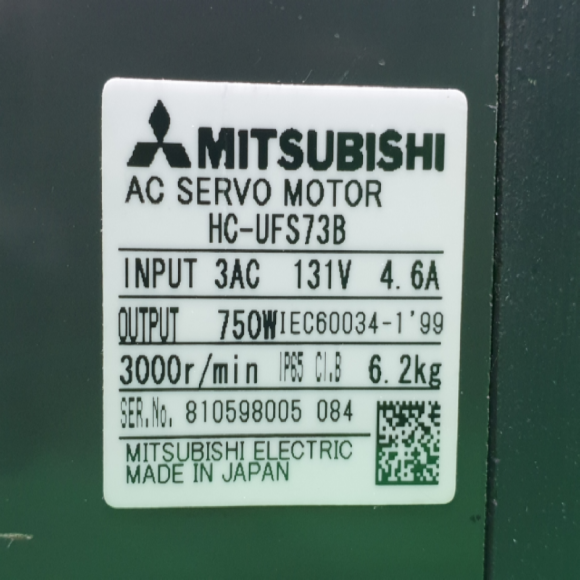 MITSUBISHI
AC SERVO MOTOR
HC-UFS73B
INPUT 3AC 131V 4.6A
OUTPUT 750W IEC60034-1'99
3000r/min IP65 CI.B 6.2kg
SER.No. 810598005 084
MITSUBISHI ELECTRIC
MADE IN JAPAN